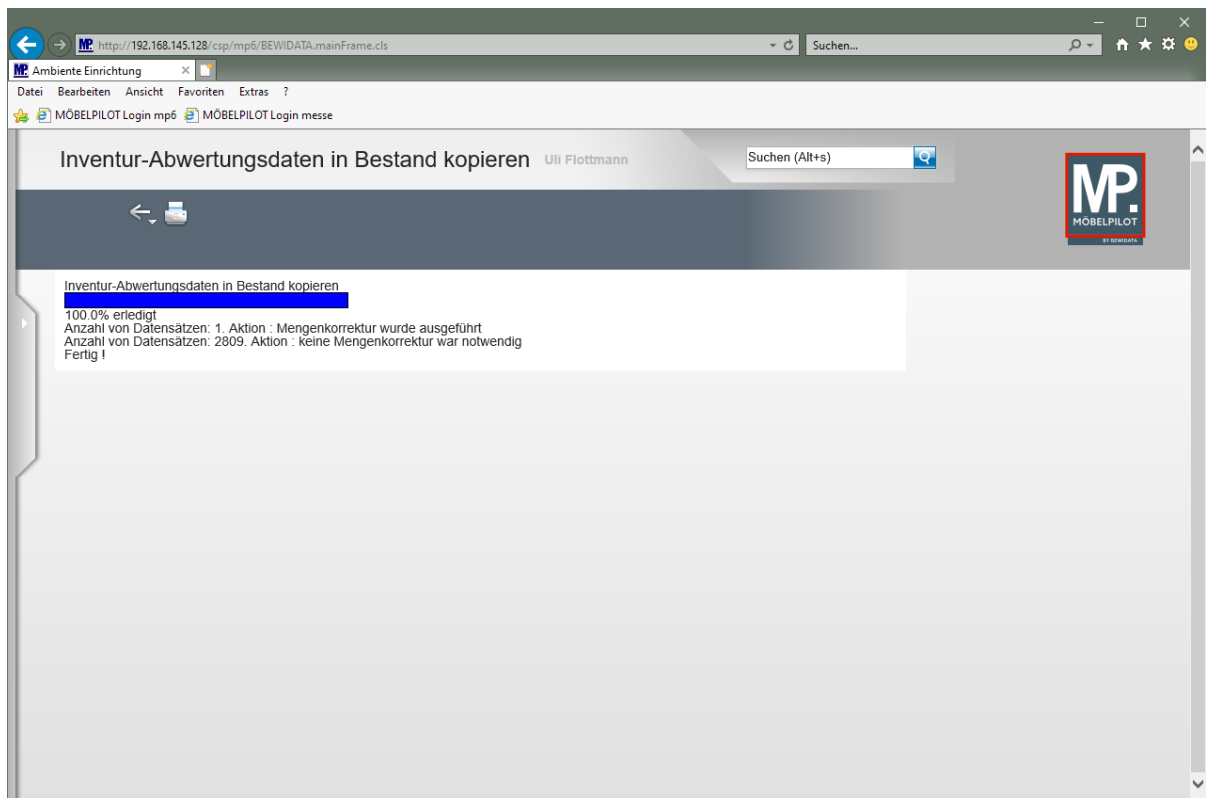 http://192.168.145.128/csp/mp6/BEWIDATA.mainFrame.cls
Suchen...
MP. Ambiente Einrichtung
Datei Bearbeiten Ansicht Favoriten Extras ?
MÖBELPILOT Login mp6 MÖBELPILOT Login messe
Inventur-Abwertungsdaten in Bestand kopieren Uli Flottmann
Suchen (Alt+s)
MP.
MÖBELPILOT
BY BEWIDATA
Inventur-Abwertungsdaten in Bestand kopieren
100.0% erledigt
Anzahl von Datensätzen: 1. Aktion : Mengenkorrektur wurde ausgeführt
Anzahl von Datensätzen: 2809. Aktion : keine Mengenkorrektur war notwendig
Fertig !